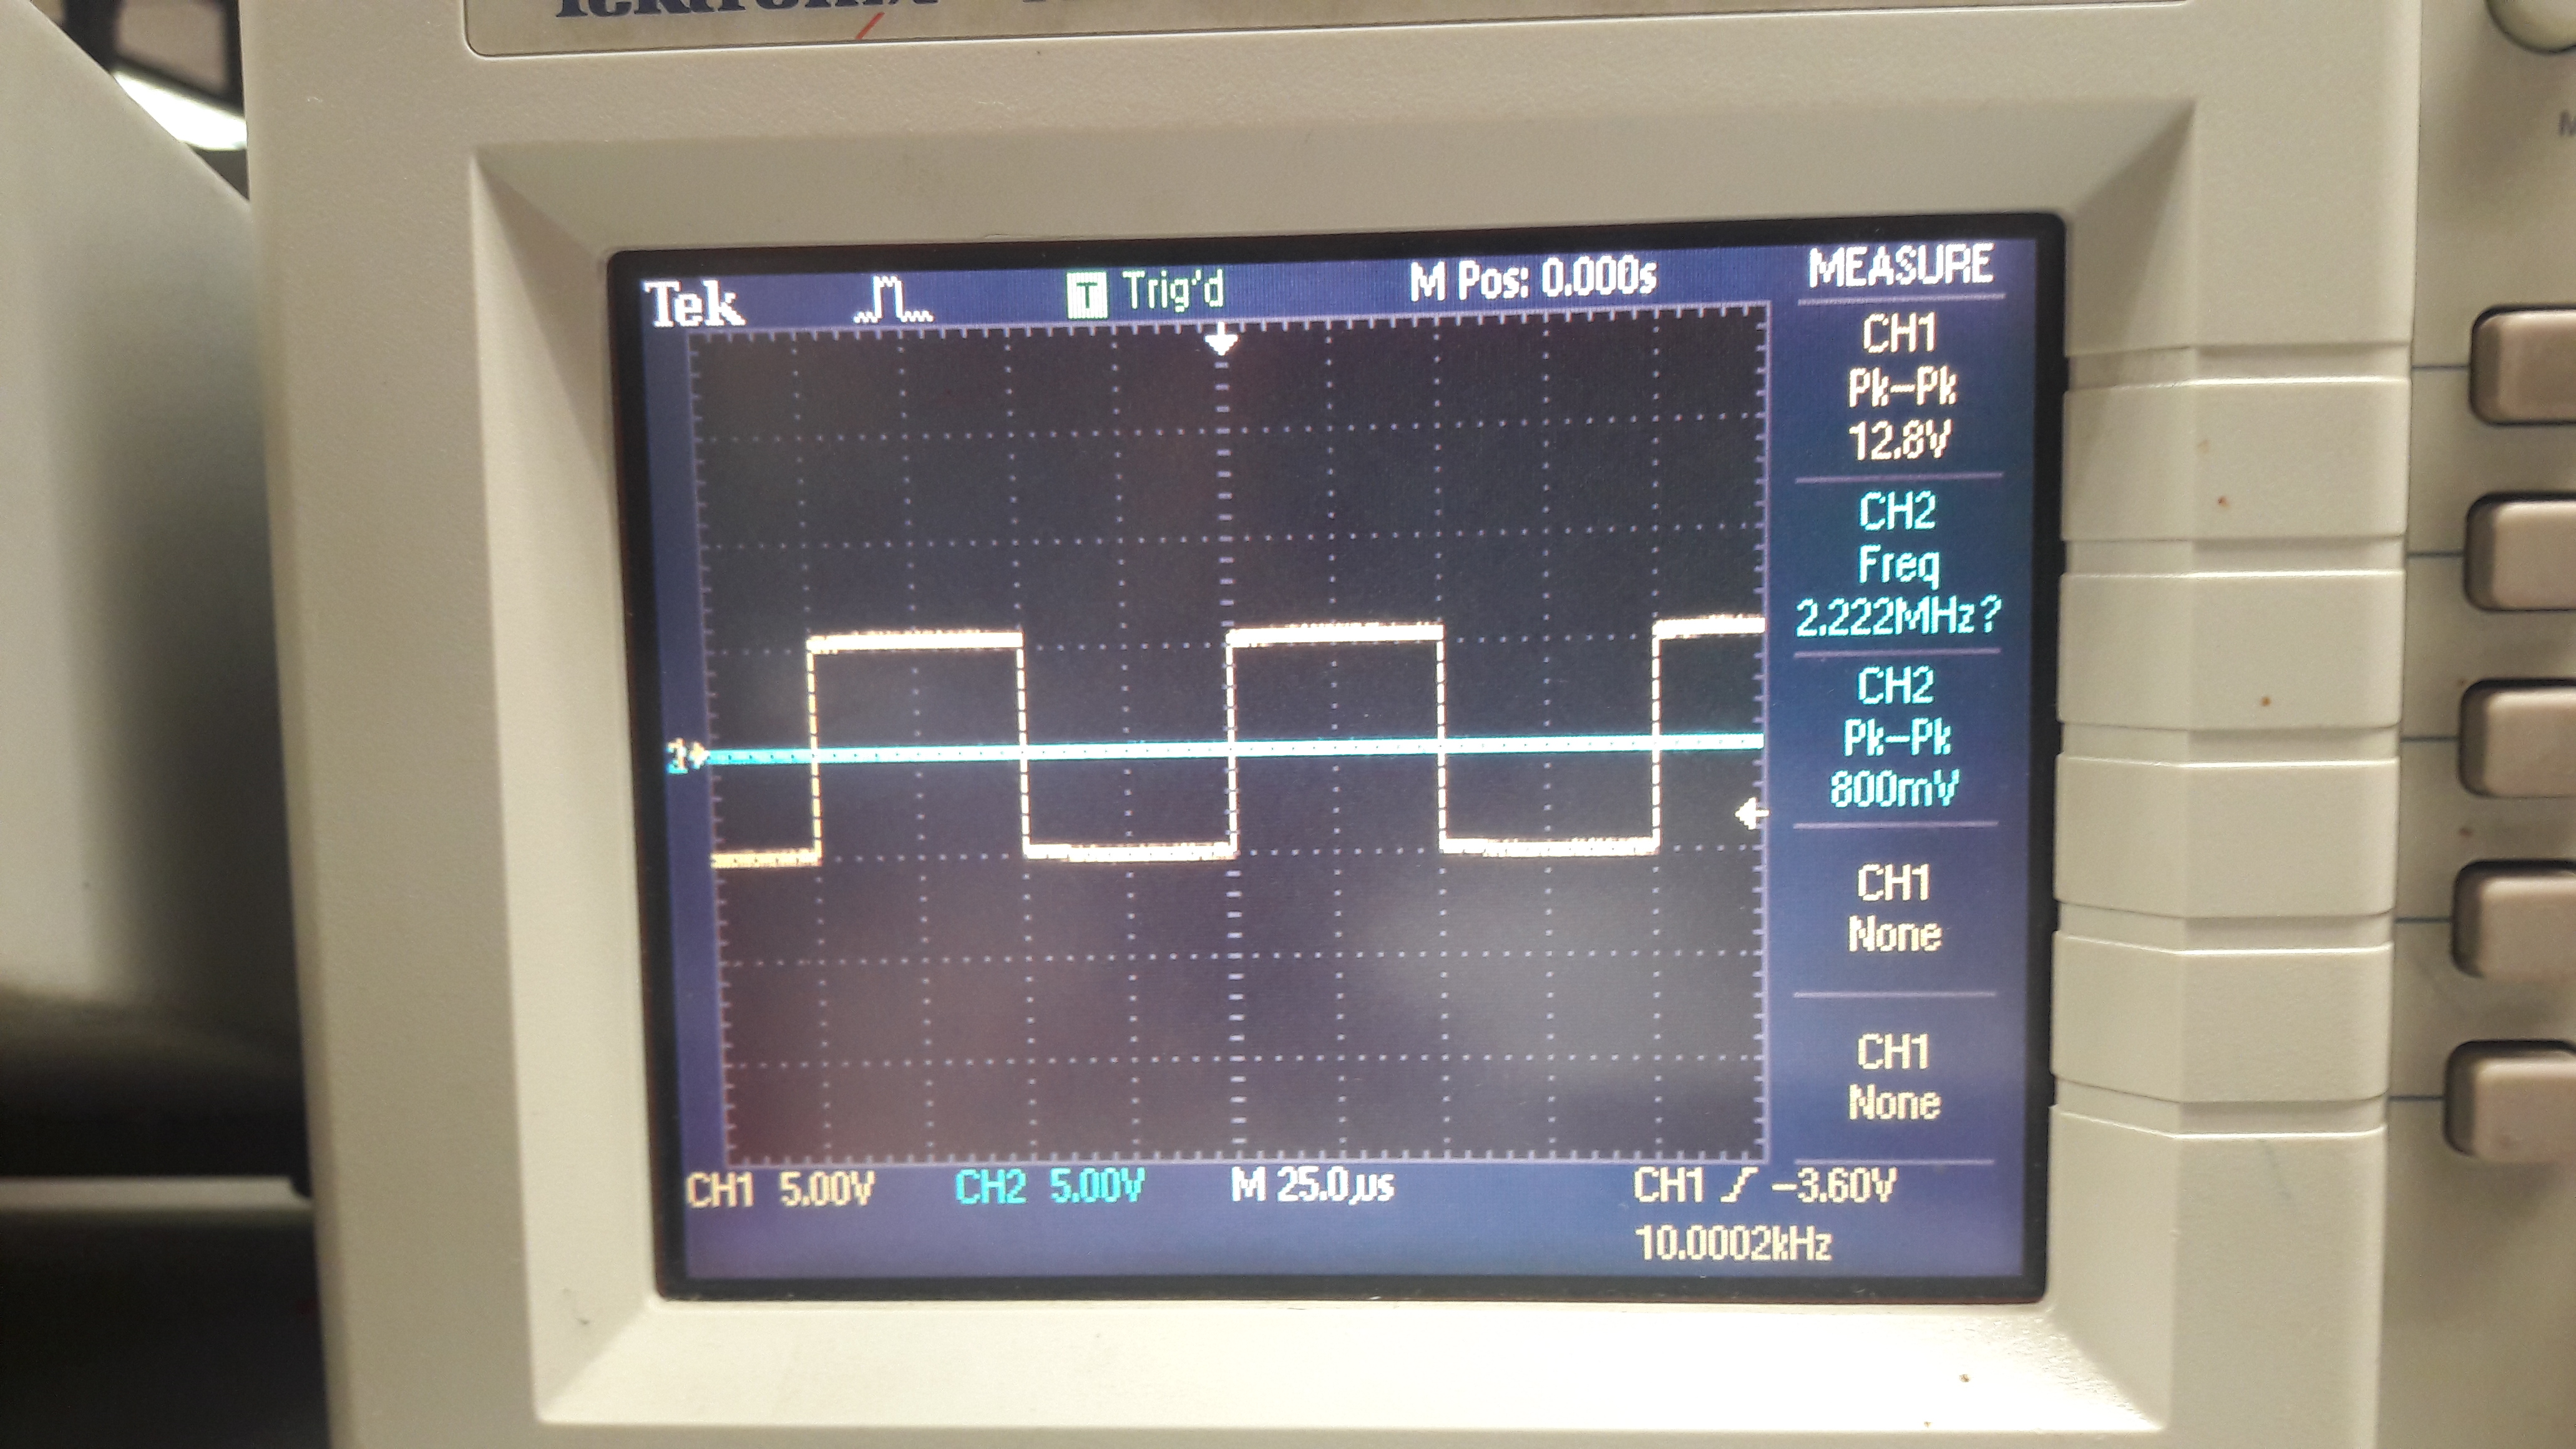 Tektronix
Tek T Trig'd M Pos: 0.000s MEASURE
CH1
Pk-Pk
12.8V
CH2
Freq
2.222MHz?
CH2
Pk-Pk
800mV
CH1
None
CH1
None
CH1 5.00V CH2 5.00V M 25.0µs CH1 -3.60V
10.0002kHz